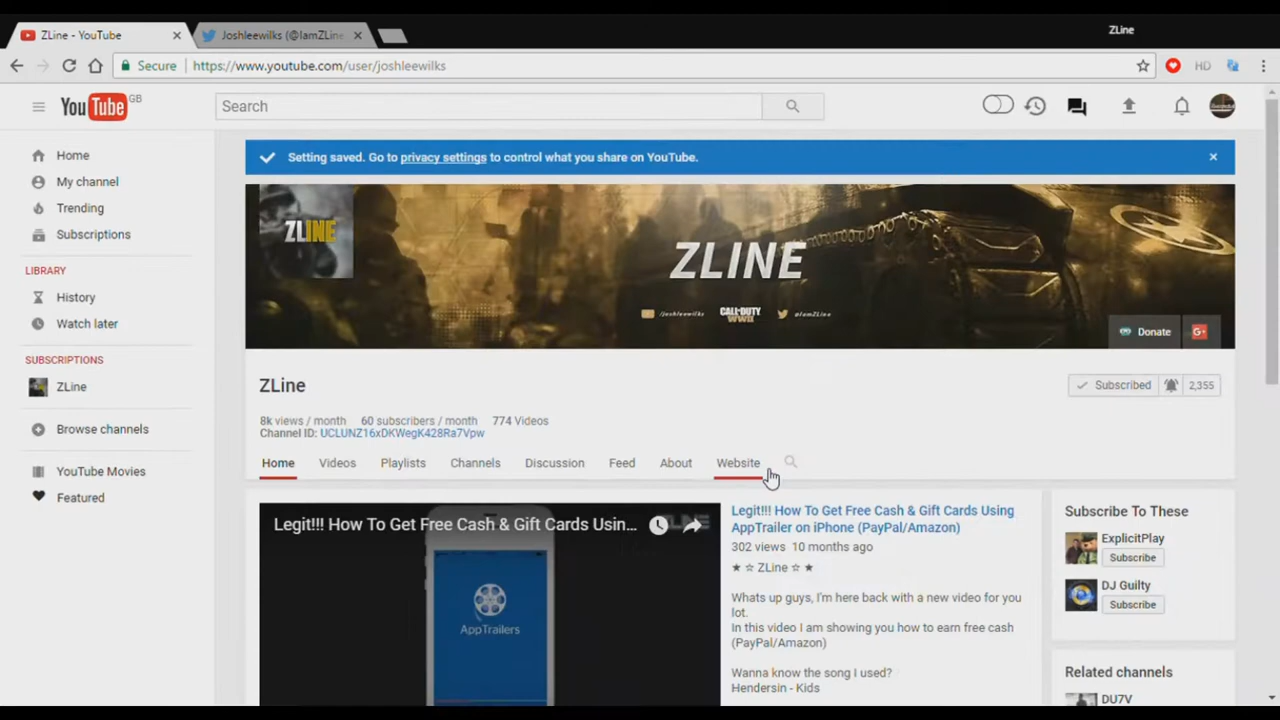 ZLine - YouTube
Joshleewilks (@IamZLine
ZLine
Secure
https://www.youtube.com/user/joshleewilks
HD
YouTube GB
Search
Home
My channel
Trending
Subscriptions
LIBRARY
History
Watch later
SUBSCRIPTIONS
ZLine
Browse channels
YouTube Movies
Featured
Setting saved. Go to privacy settings to control what you share on YouTube.
ZLINE
ZLINE
/joshleewilks
CALL·DUTY
WWII
@IamZLine
Donate
G+
ZLine
Subscribed
2,355
8k views / month 60 subscribers / month 774 Videos
Channel ID: UCLUNZ16xDKWegK428Ra7Vpw
Home Videos Playlists Channels Discussion Feed About Website
Legit!!! How To Get Free Cash & Gift Cards Usin...
AppTrailers
Legit!!! How To Get Free Cash & Gift Cards Using
AppTrailer on iPhone (PayPal/Amazon)
302 views 10 months ago
★ ☆ ZLine ☆ ★
Whats up guys, I'm here back with a new video for you
lot.
In this video I am showing you how to earn free cash
(PayPal/Amazon)
Wanna know the song I used?
Hendersin - Kids
Subscribe To These
ExplicitPlay
Subscribe
DJ Guilty
Subscribe
Related channels
DU7V